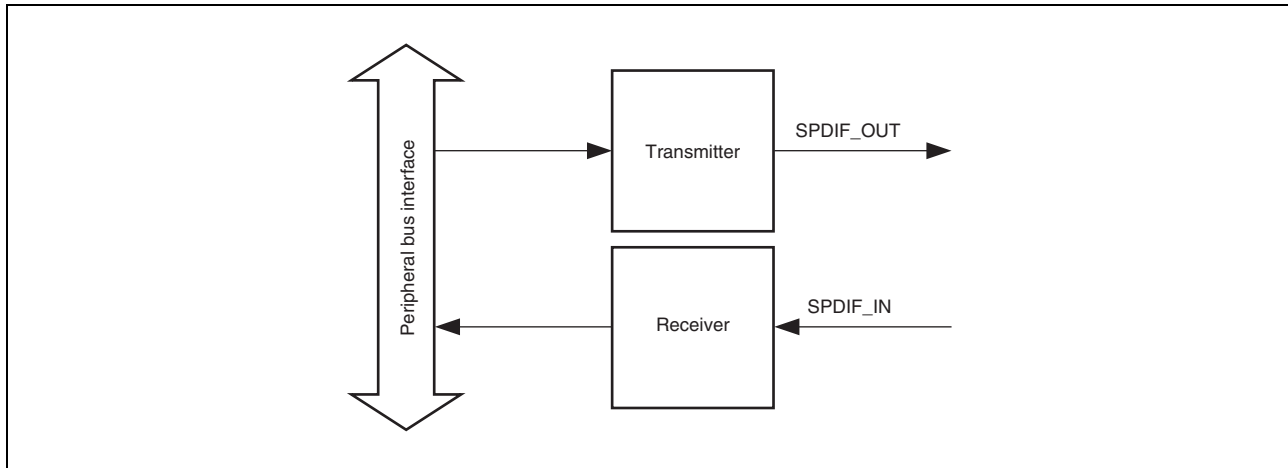 Peripheral bus interface
Transmitter
SPDIF_OUT
Receiver
SPDIF_IN